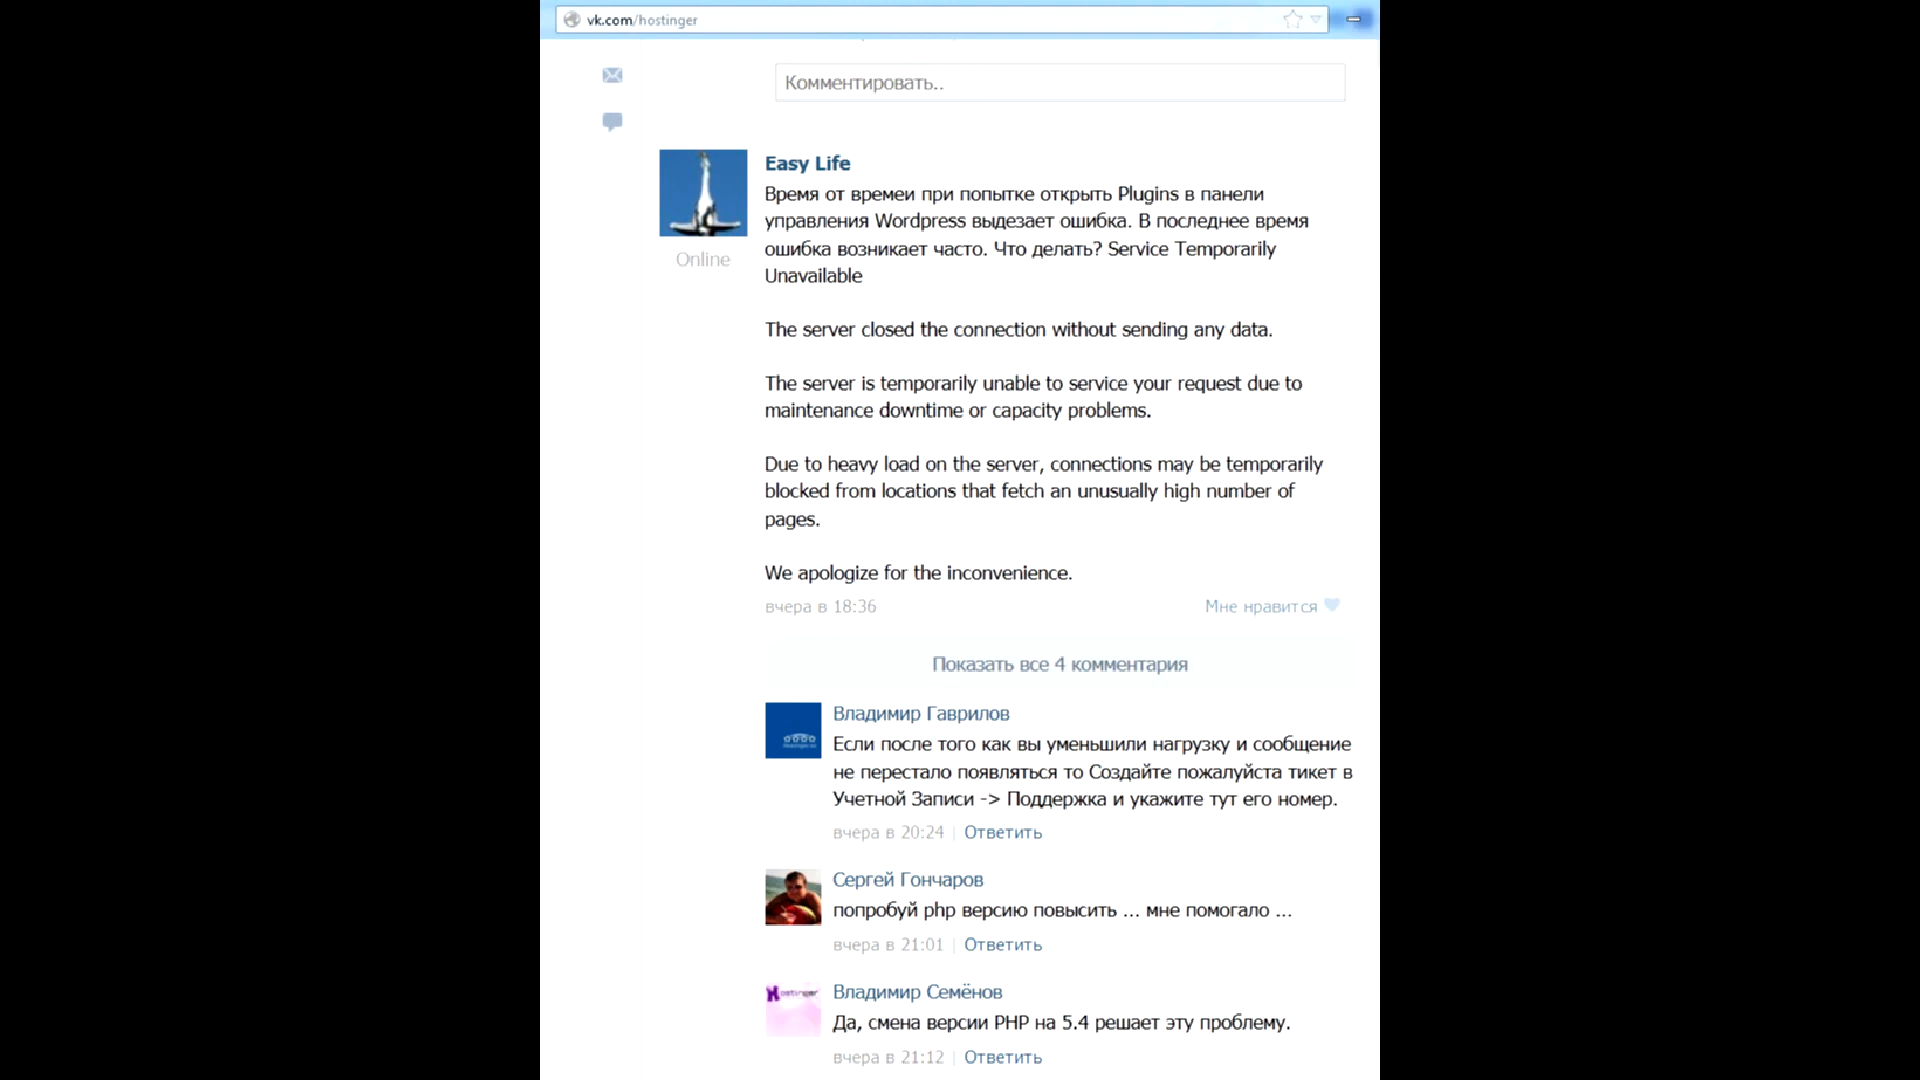 vk.com/hostinger
Комментировать..
Easy Life
Время от времеи при попытке открыть Plugins в панели
управления Wordpress выдезает ошибка. В последнее время
ошибка возникает часто. Что делать? Service Temporarily
Unavailable
Online
The server closed the connection without sending any data.
The server is temporarily unable to service your request due to
maintenance downtime or capacity problems.
Due to heavy load on the server, connections may be temporarily
blocked from locations that fetch an unusually high number of
pages.
We apologize for the inconvenience.
вчера в 18:36 Мне нравится
Показать все 4 комментария
Владимир Гаврилов
Если после того как вы уменьшили нагрузку и сообщение
не перестало появляться то Создайте пожалуйста тикет в
Учетной Записи -> Поддержка и укажите тут его номер.
вчера в 20:24 | Ответить
Сергей Гончаров
попробуй php версию повысить ... мне помогало ...
вчера в 21:01 | Ответить
Hostinger
Владимир Семёнов
Да, смена версии PHP на 5.4 решает эту проблему.
вчера в 21:12 | Ответить